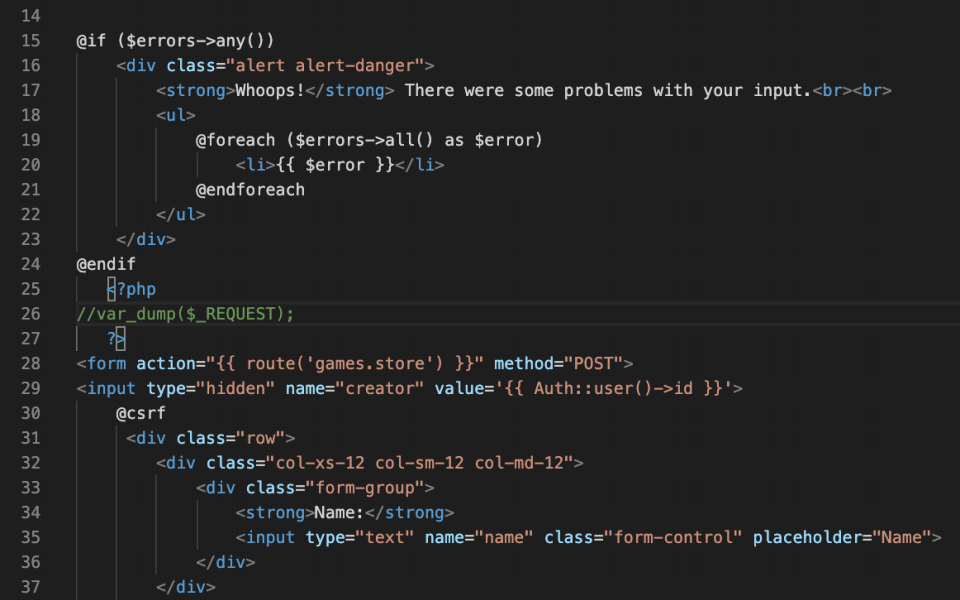 14
15 @if ($errors->any())
16 <div class="alert alert-danger">
17 <strong>Whoops!</strong> There were some problems with your input.<br><br>
18 <ul>
19 @foreach ($errors->all() as $error)
20 <li>{{ $error }}</li>
21 @endforeach
22 </ul>
23 </div>
24 @endif
25 <?php
26 //var_dump($_REQUEST);
27 ?>
28 <form action="{{ route('games.store') }}" method="POST">
29 <input type="hidden" name="creator" value='{{ Auth::user()->id }}'>
30 @csrf
31 <div class="row">
32 <div class="col-xs-12 col-sm-12 col-md-12">
33 <div class="form-group">
34 <strong>Name:</strong>
35 <input type="text" name="name" class="form-control" placeholder="Name">
36 </div>
37 </div>